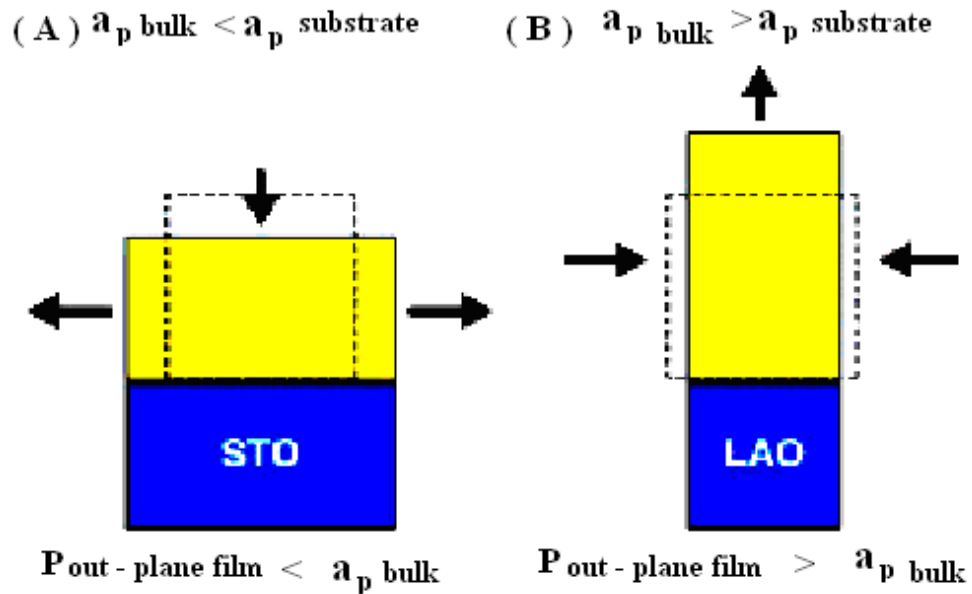 ( A ) a p bulk < a p substrate
( B ) a p bulk > a p substrate
STO
LAO
P out - plane film < a p bulk
P out - plane film > a p bulk